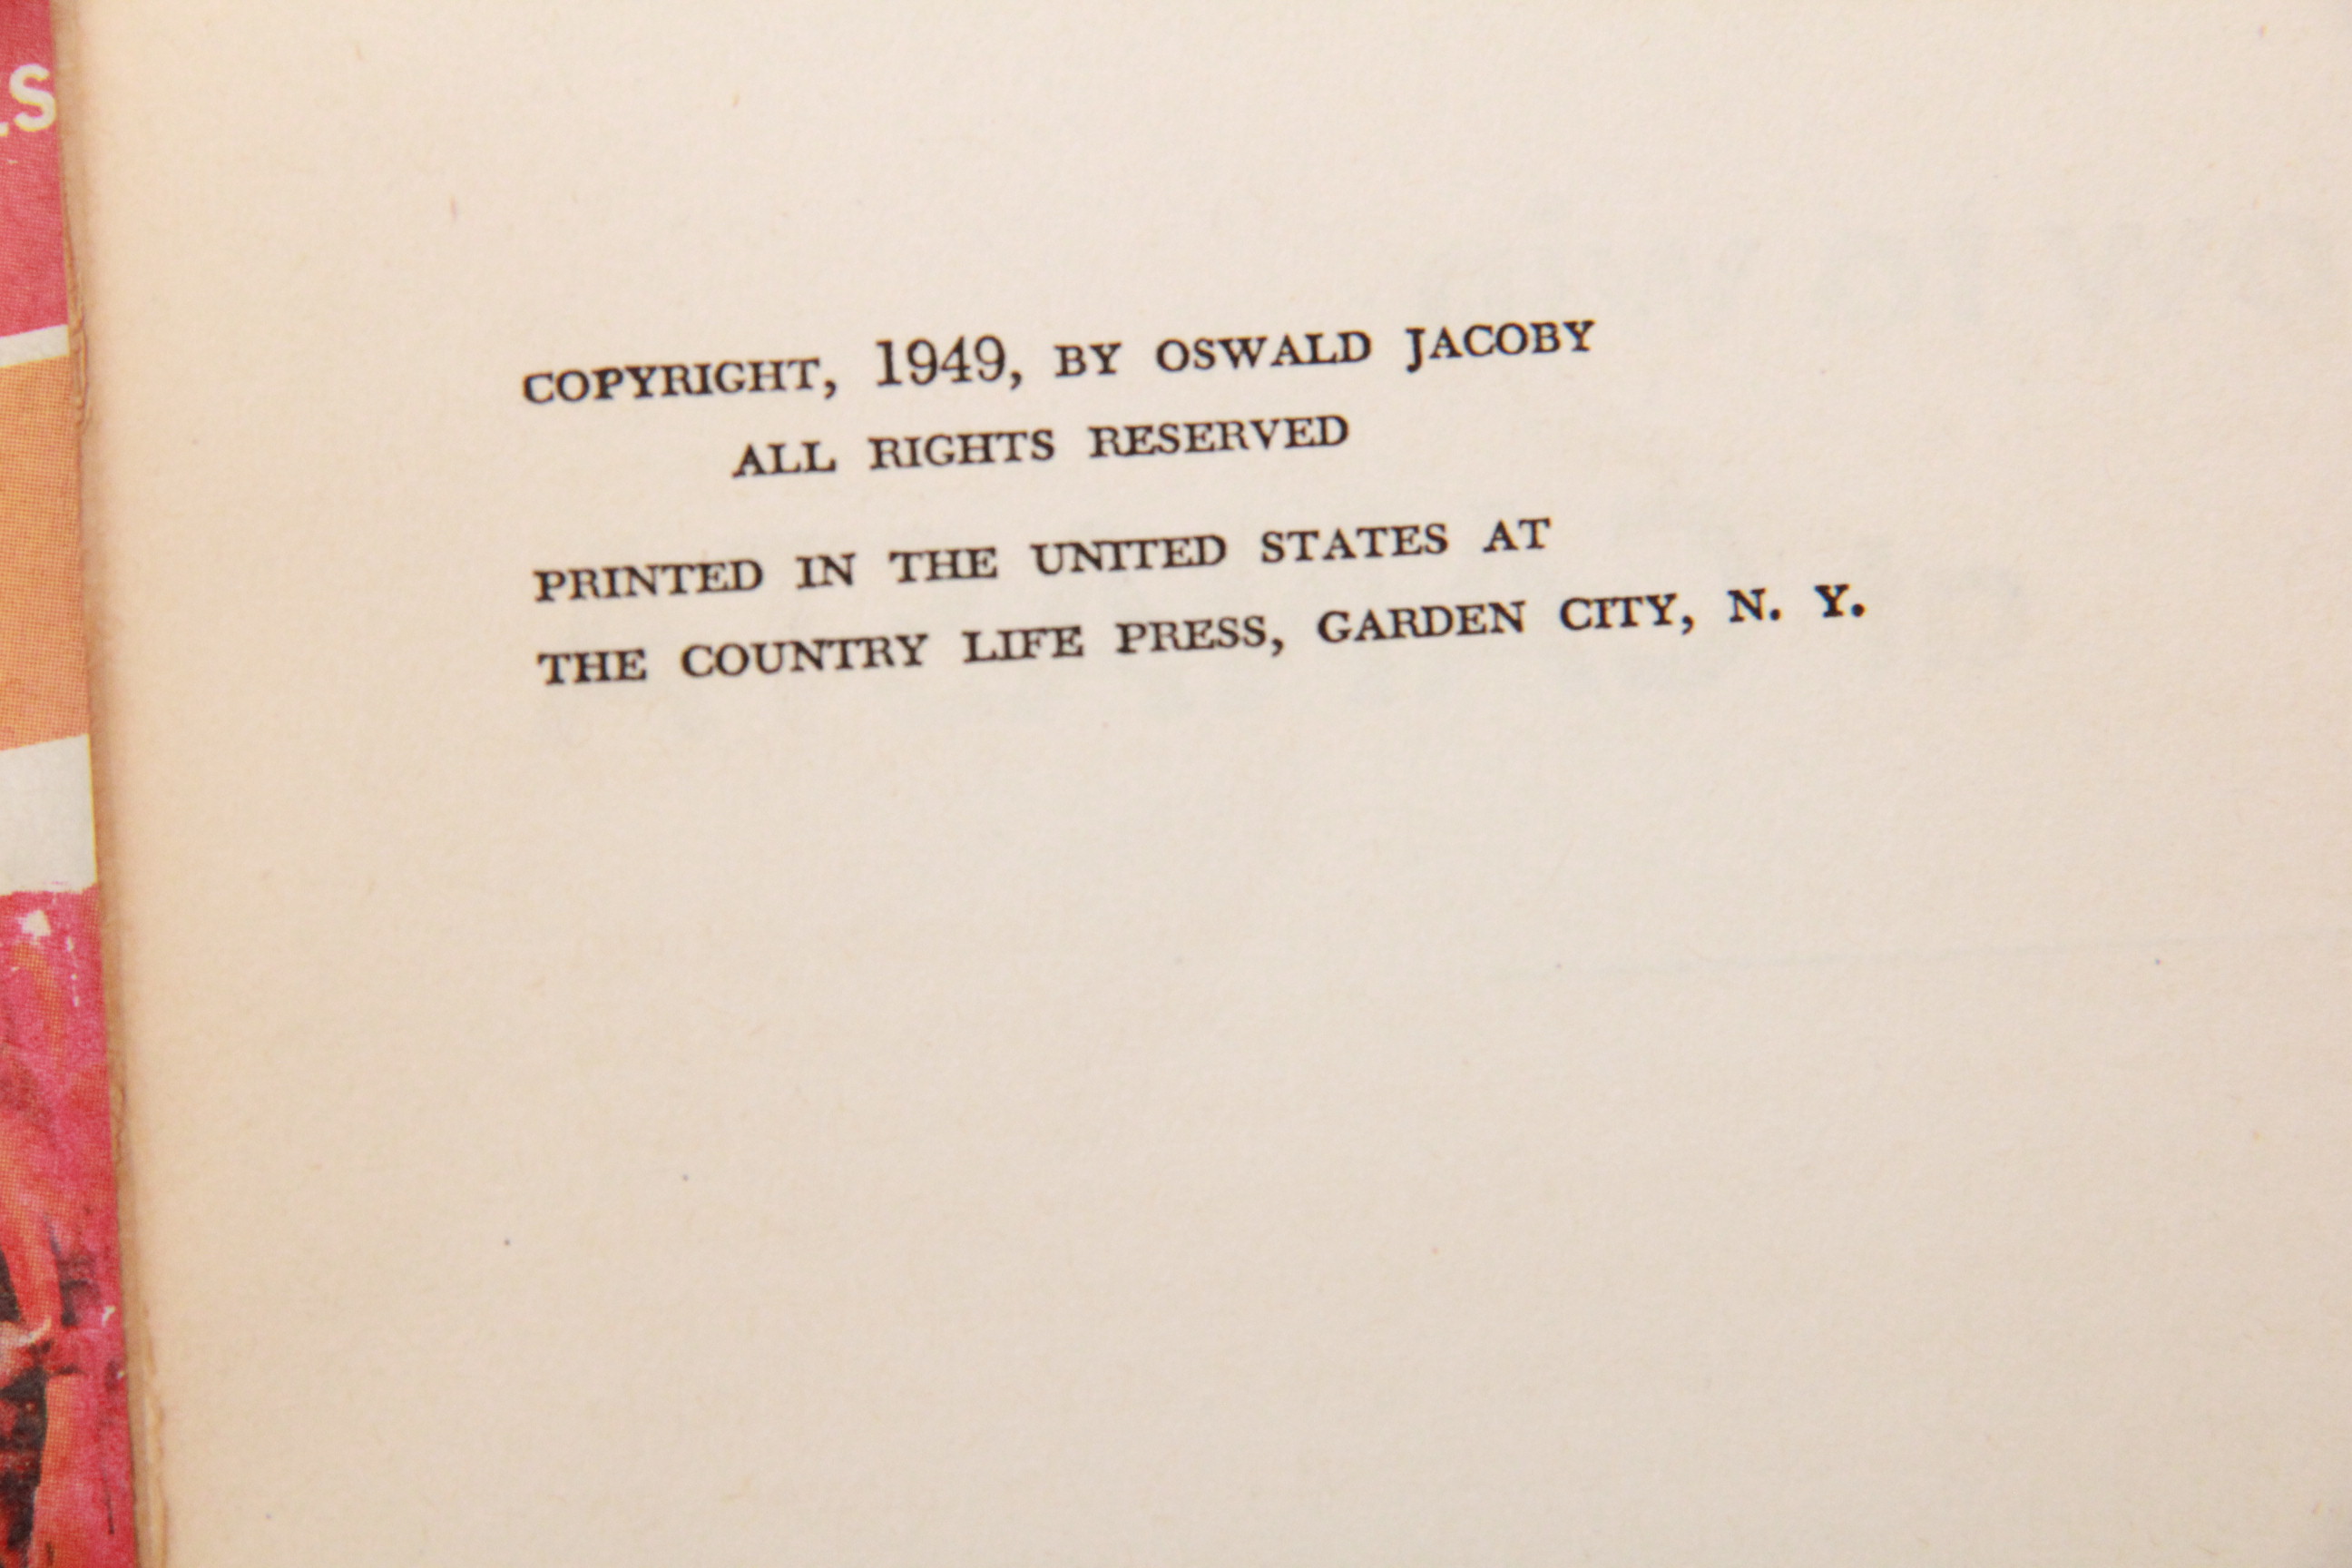 .S
COPYRIGHT, 1949, BY OSWALD JACOBY
ALL RIGHTS RESERVED
PRINTED IN THE UNITED STATES AT
THE COUNTRY LIFE PRESS, GARDEN CITY, N. Y.